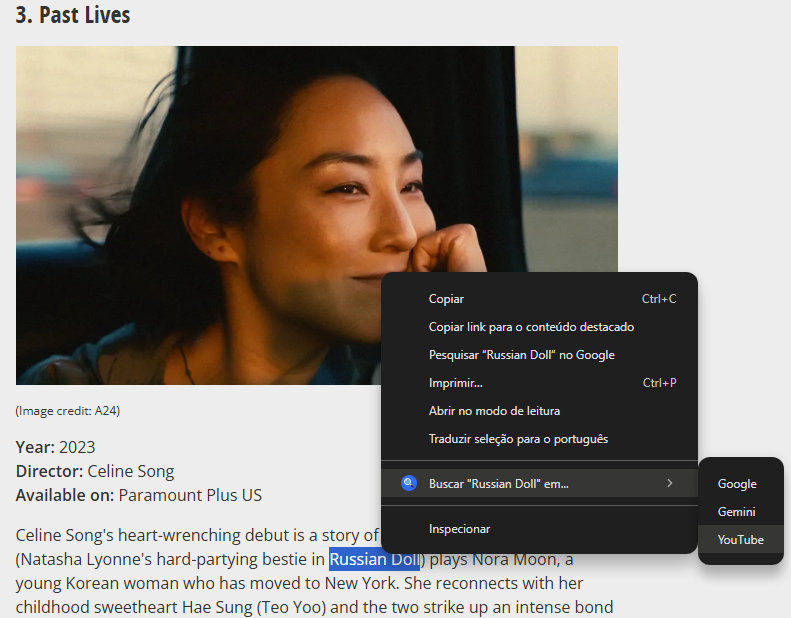 3. Past Lives
Copiar Ctrl+C
Copiar link para o conteúdo destacado
Pesquisar “Russian Doll” no Google
Imprimir... Ctrl+P
Abrir no modo de leitura
Traduzir seleção para o português
Buscar "Russian Doll" em...
Google
Gemini
YouTube
Inspecionar
(Image credit: A24)
Year: 2023
Director: Celine Song
Available on: Paramount Plus US
Celine Song's heart-wrenching debut is a story of
(Natasha Lyonne's hard-partying bestie in Russian Doll) plays Nora Moon, a
young Korean woman who has moved to New York. She reconnects with her
childhood sweetheart Hae Sung (Teo Yoo) and the two strike up an intense bond